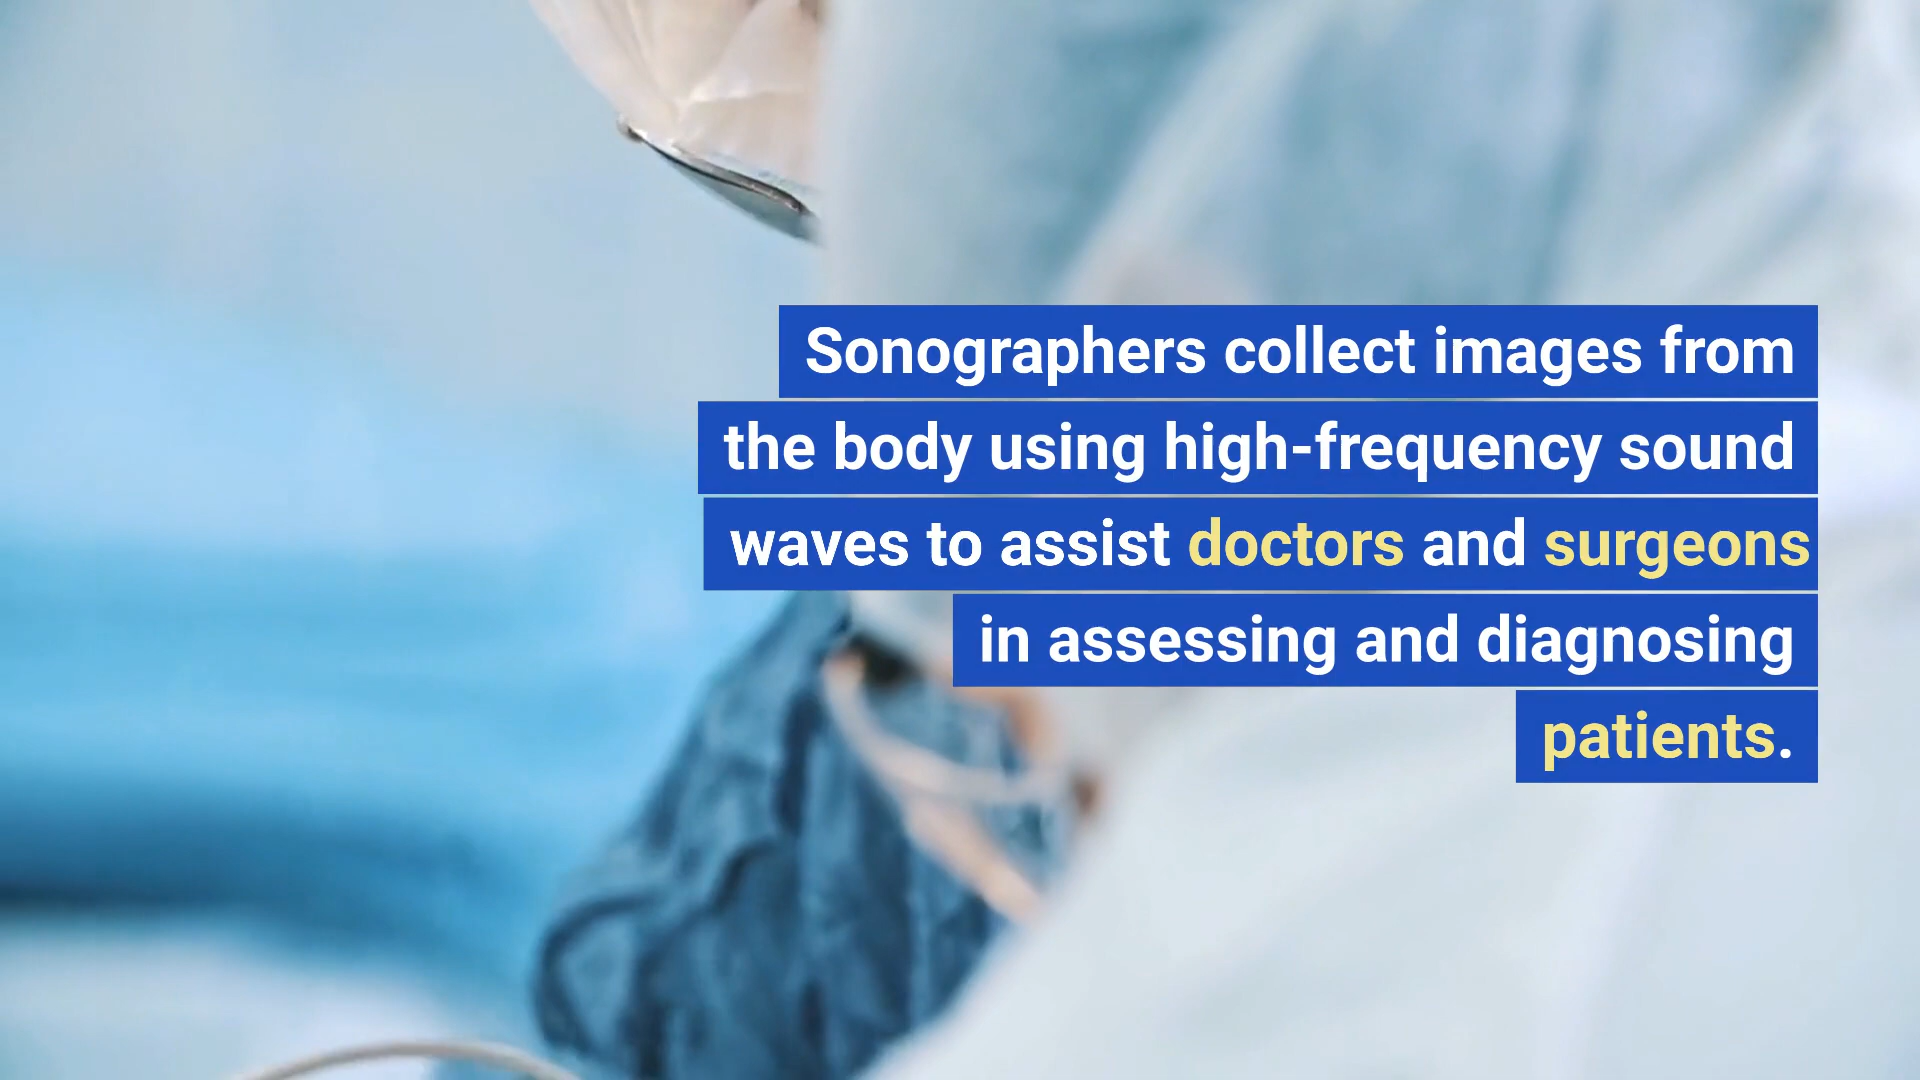 Sonographers collect images from
the body using high-frequency sound
waves to assist doctors and surgeons
in assessing and diagnosing
patients.